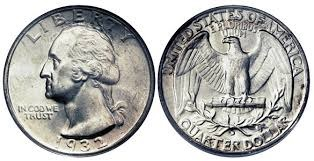 LIBERTY
IN GOD WE
TRUST
1932
UNITED STATES OF AMERICA
E PLURIBUS
UNUM
QUARTER DOLLAR